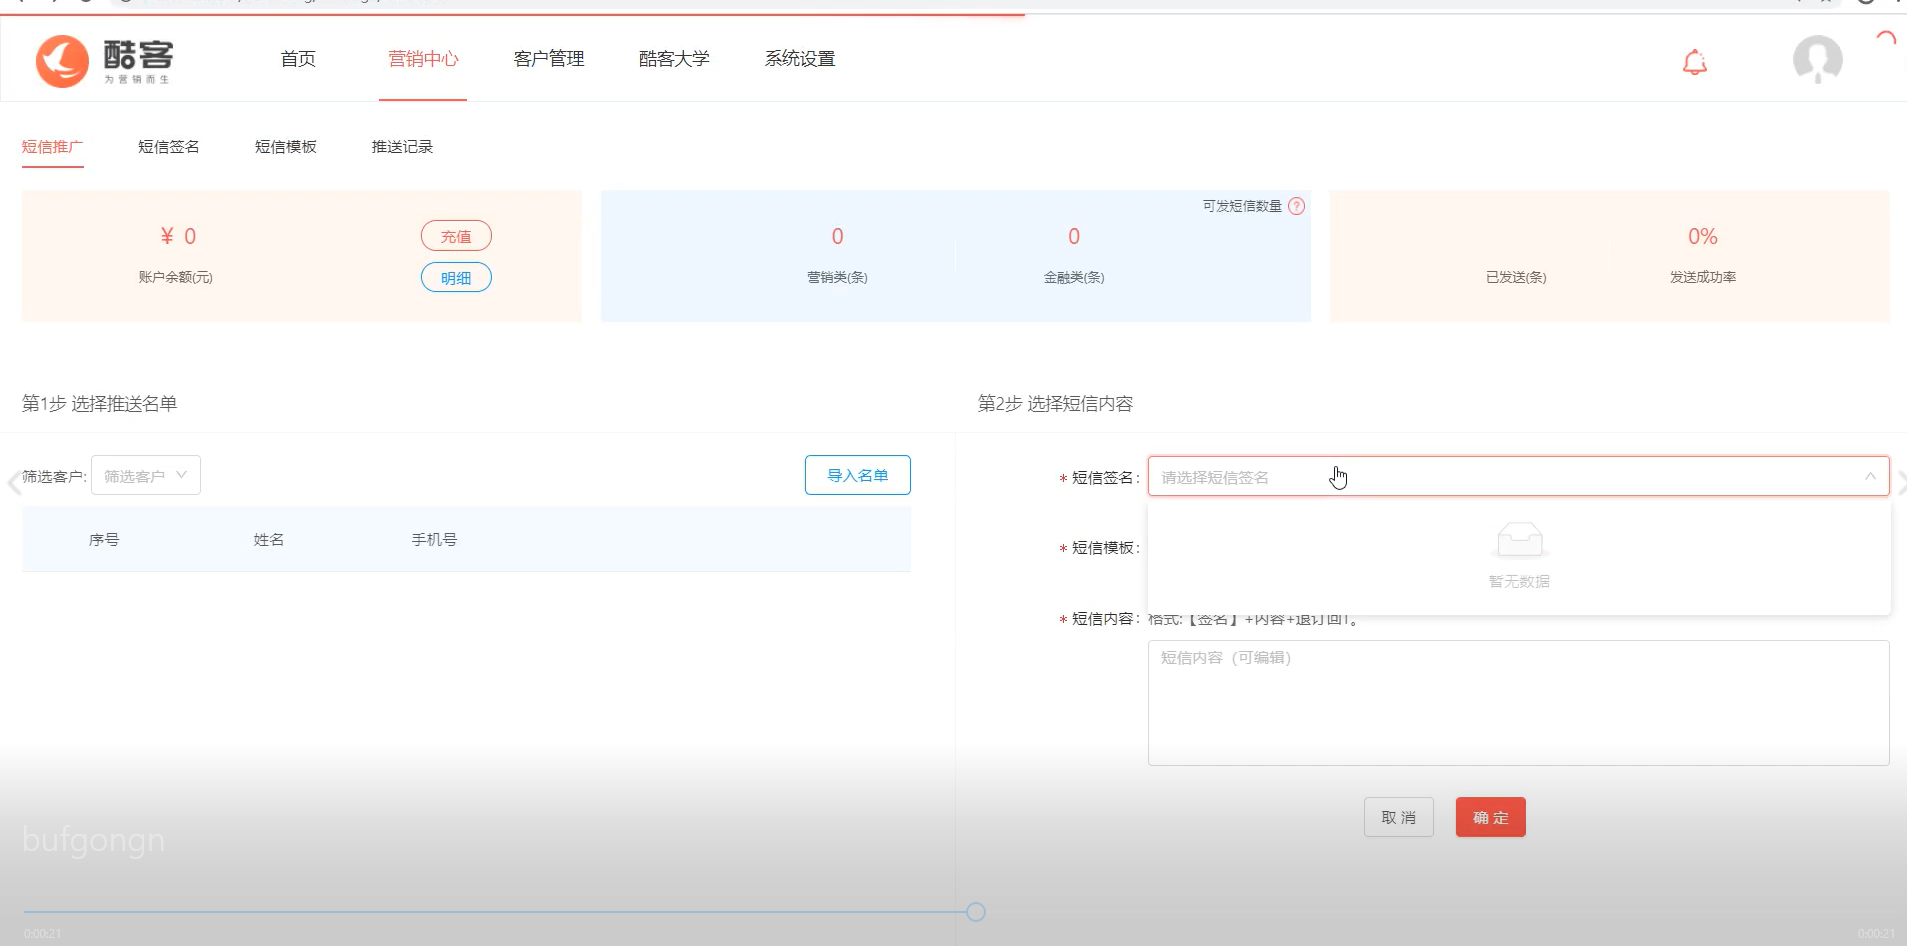 酷客
为营销而生
首页
营销中心
客户管理
酷客大学
系统设置
短信推广
短信签名
短信模板
推送记录
¥ 0
账户余额(元)
充值
明细
可发短信数量 ?
0
营销类(条)
0
金融类(条)
已发送(条)
0%
发送成功率
第1步 选择推送名单
第2步 选择短信内容
筛选客户: 筛选客户
导入名单
序号 姓名 手机号
* 短信签名: 请选择短信签名
暂无数据
* 短信模板:
* 短信内容: 格式:【签名】+内容+退订回T。
短信内容（可编辑）
取 消
确 定
bufgongn
0:00:21
0:00:21